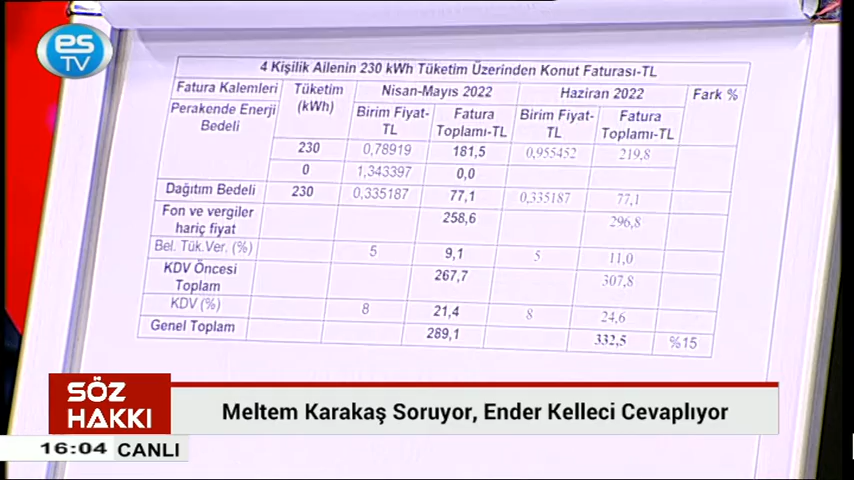 es
TV
4 Kişilik Ailenin 230 kWh Tüketim Üzerinden Konut Faturası-TL
Fatura Kalemleri Tüketim (kWh) Nisan-Mayıs 2022 Haziran 2022 Fark %
Perakende Enerji Bedeli Birim Fiyat-TL Fatura Toplamı-TL Birim Fiyat-TL Fatura Toplamı-TL
230 0,78919 181,5 0,955452 219,8
0 1,343397 0,0
Dağıtım Bedeli 230 0,335187 77,1 0,335187 77,1
Fon ve vergiler hariç fiyat 258,6 296,8
Bel. Tük.Ver. (%) 5 9,1 5 11,0
KDV Öncesi Toplam 267,7 307,8
KDV (%) 8 21,4 8 24,6
Genel Toplam 289,1 332,5 %15
SÖZ
HAKKI
Meltem Karakaş Soruyor, Ender Kelleci Cevaplıyor
16:04 CANLI